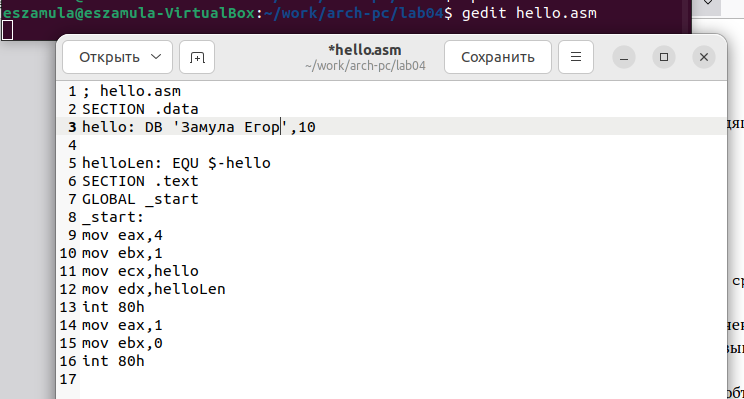 eszamula@eszamula-VirtualBox:~/work/arch-pc/lab04$ gedit hello.asm
Открыть
*hello.asm
~/work/arch-pc/lab04
Сохранить
1 ; hello.asm
2 SECTION .data
3 hello: DB 'Замула Егор',10
4
5 helloLen: EQU $-hello
6 SECTION .text
7 GLOBAL _start
8 _start:
9 mov eax,4
10 mov ebx,1
11 mov ecx,hello
12 mov edx,helloLen
13 int 80h
14 mov eax,1
15 mov ebx,0
16 int 80h
17